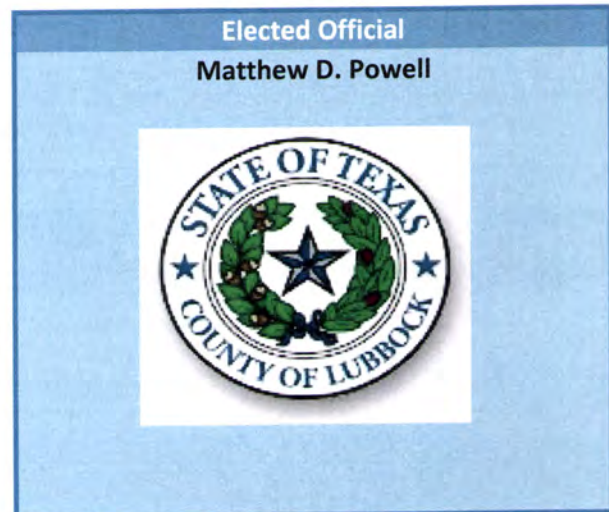 Elected Official
Matthew D. Powell
STATE OF TEXAS
COUNTY OF LUBBOCK